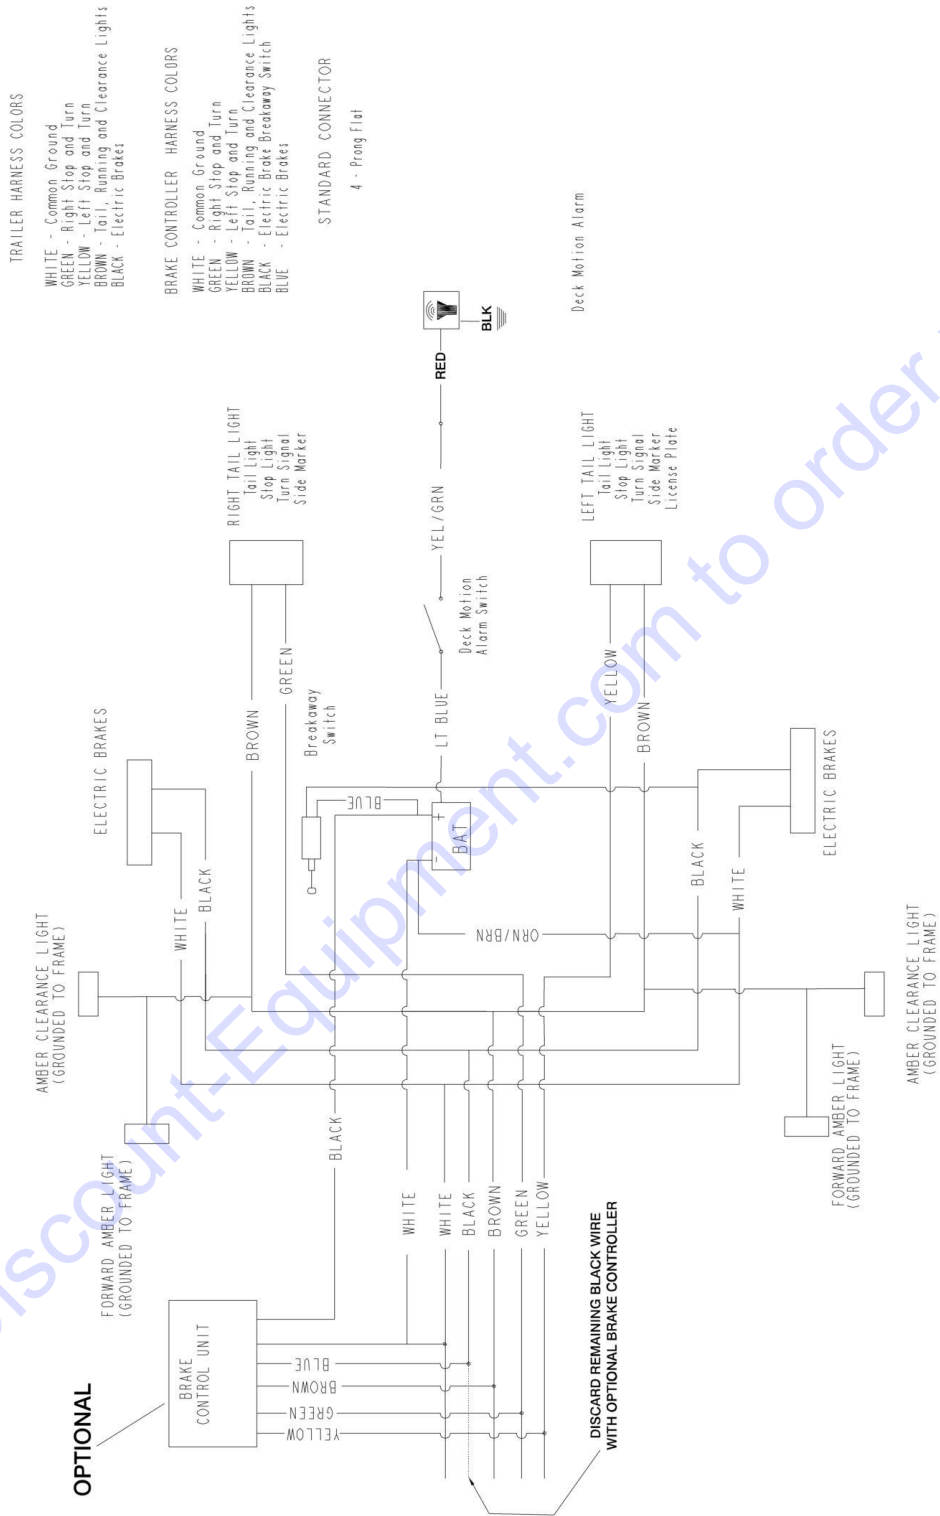 TRAILER HARNESS COLORS
WHITE - Common Ground
GREEN - Right Stop and Turn
YELLOW - Left Stop and Turn
BROWN - Tail, Running and Clearance Lights
BLACK - Electric Brakes
BRAKE CONTROLLER HARNESS COLORS
WHITE - Common Ground
GREEN - Right Stop and Turn
YELLOW - Left Stop and Turn
BROWN - Tail, Running and Clearance Lights
BLACK - Electric Brake Breakaway Switch
BLUE - Electric Brakes
STANDARD CONNECTOR
4 - Prong Flat
OPTIONAL
BRAKE
CONTROL UNIT
FORWARD AMBER LIGHT
(GROUNDED TO FRAME)
AMBER CLEARANCE LIGHT
(GROUNDED TO FRAME)
ELECTRIC BRAKES
WHITE
BLACK
BROWN
GREEN
RIGHT TAIL LIGHT
Tail Light
Stop Light
Turn Signal
Side Marker
Breakaway
Switch
BLUE
BLACK
BAT
-
+
LT BLUE
Deck Motion
Alarm Switch
YEL/GRN
RED
BLK
Deck Motion Alarm
BLUE
BROWN
GREEN
YELLOW
WHITE
WHITE
BLACK
BROWN
GREEN
YELLOW
ORN/BRN
YELLOW
BROWN
LEFT TAIL LIGHT
Tail Light
Stop Light
Turn Signal
Side Marker
License Plate
BLACK
WHITE
ELECTRIC BRAKES
DISCARD REMAINING BLACK WIRE
WITH OPTIONAL BRAKE CONTROLLER
FORWARD AMBER LIGHT
(GROUNDED TO FRAME)
AMBER CLEARANCE LIGHT
(GROUNDED TO FRAME)
Discount-Equipment.com to order